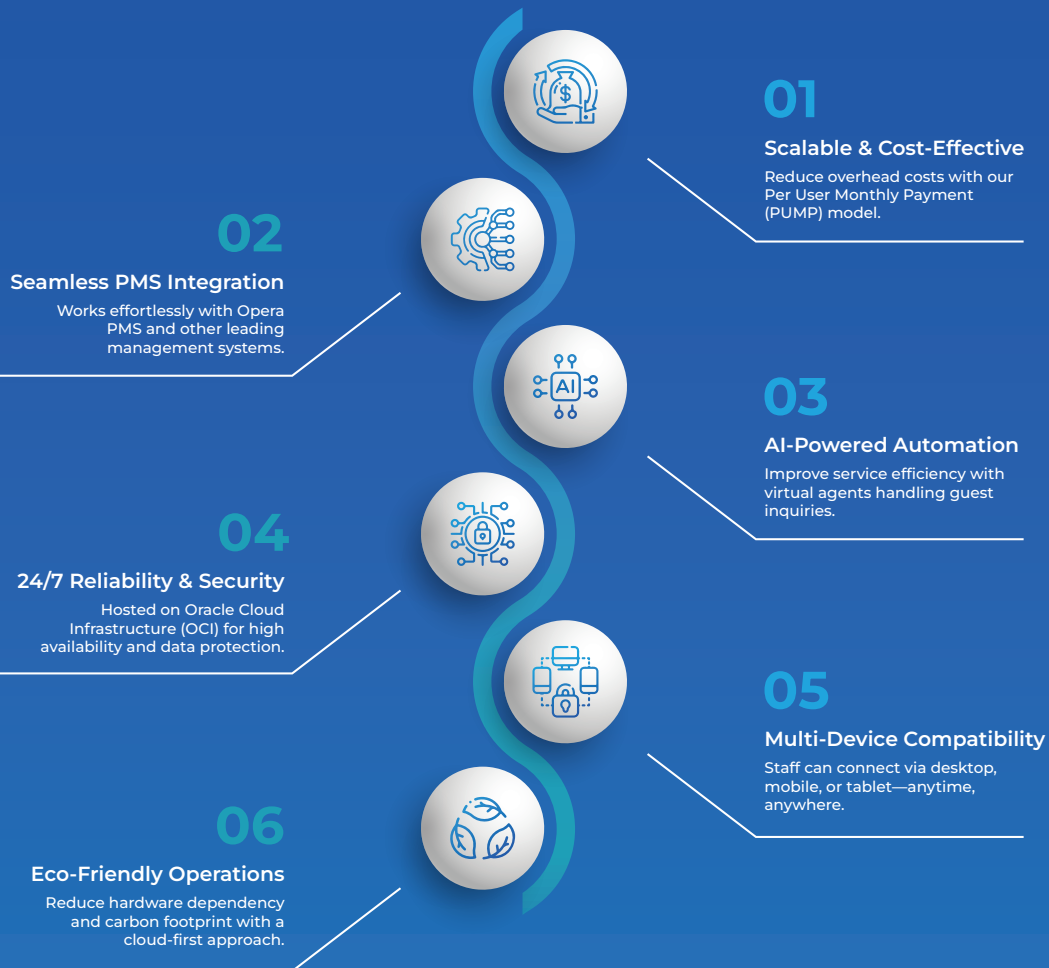 01
Scalable & Cost-Effective
Reduce overhead costs with our
Per User Monthly Payment
(PUMP) model.
02
Seamless PMS Integration
Works effortlessly with Opera
PMS and other leading
management systems.
03
AI-Powered Automation
Improve service efficiency with
virtual agents handling guest
inquiries.
AI
04
24/7 Reliability & Security
Hosted on Oracle Cloud
Infrastructure (OCI) for high
availability and data protection.
05
Multi-Device Compatibility
Staff can connect via desktop,
mobile, or tablet—anytime,
anywhere.
06
Eco-Friendly Operations
Reduce hardware dependency
and carbon footprint with a
cloud-first approach.
$